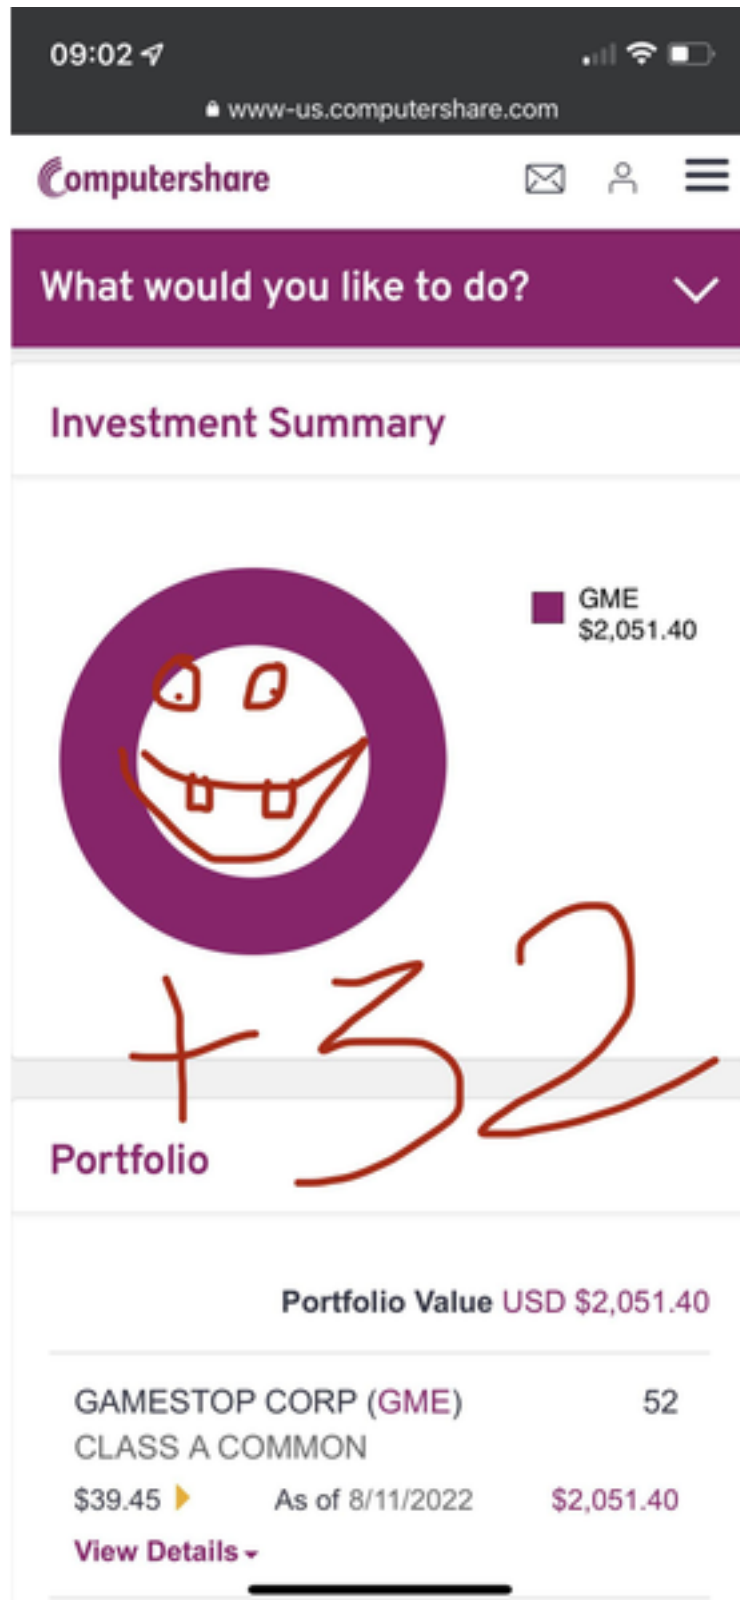 09:02
www-us.computershare.com
Computershare
What would you like to do?
Investment Summary
GME
$2,051.40
+32
Portfolio
Portfolio Value USD $2,051.40
GAMESTOP CORP (GME) 52
CLASS A COMMON
$39.45 As of 8/11/2022 $2,051.40
View Details